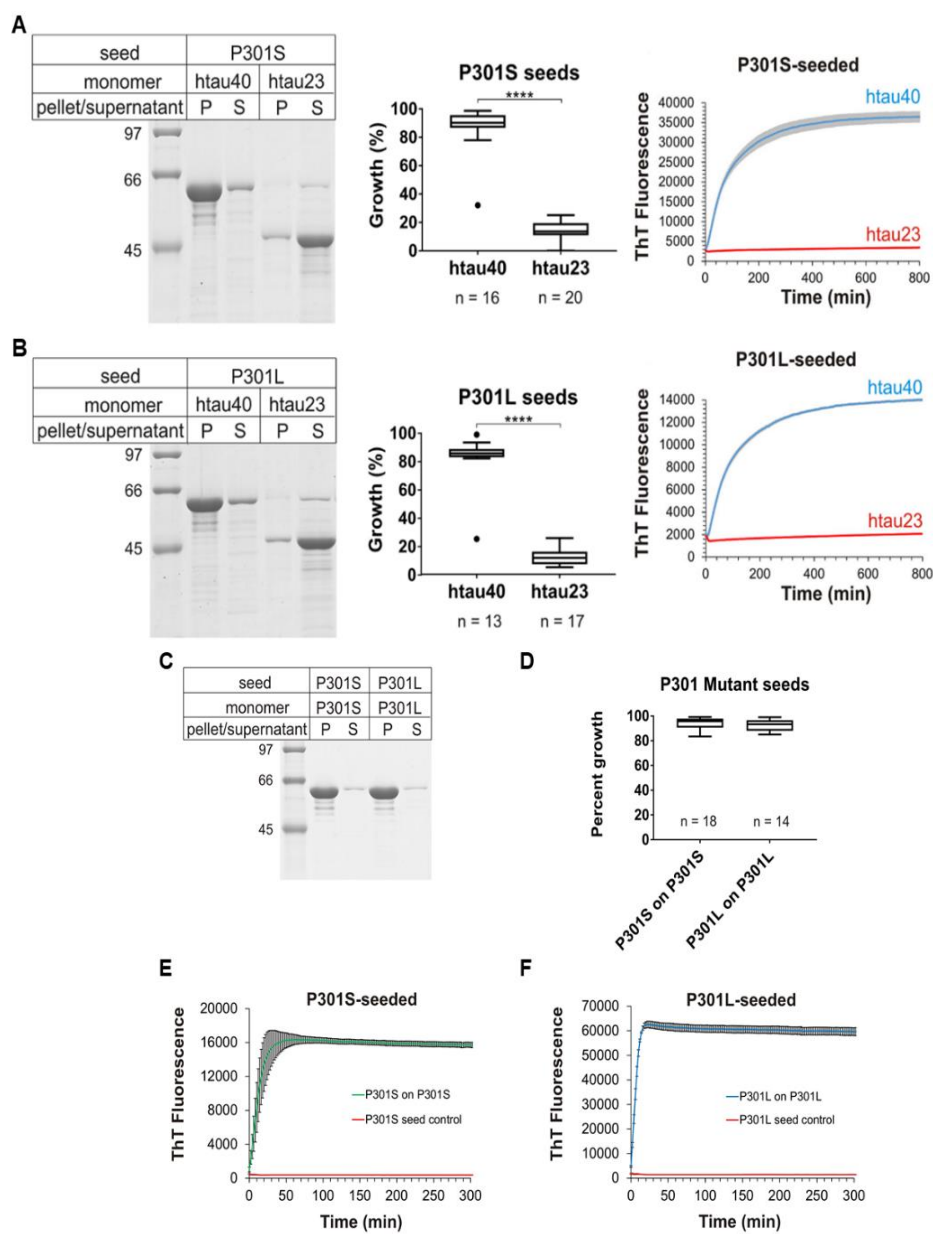 A
seed P301S
monomer htau40 htau23
pellet/supernatant P S P S
97
66
45
P301S seeds
****
Growth (%)
100
80
60
40
20
0
htau40 htau23
n = 16 n = 20
P301S-seeded
htau40
ThT Fluorescence
40000
35000
30000
25000
20000
15000
10000
5000
0
htau23
0 200 400 600 800
Time (min)
B
seed P301L
monomer htau40 htau23
pellet/supernatant P S P S
97
66
45
P301L seeds
****
Growth (%)
100
80
60
40
20
0
htau40 htau23
n = 13 n = 17
P301L-seeded
htau40
ThT Fluorescence
14000
12000
10000
8000
6000
4000
2000
0
htau23
0 200 400 600 800
Time (min)
C
seed P301S P301L
monomer P301S P301L
pellet/supernatant P S P S
97
66
45
D
P301 Mutant seeds
Percent growth
100
80
60
40
20
0
n = 18 n = 14
P301S on P301S
P301L on P301L
E
P301S-seeded
ThT Fluorescence
20000
16000
12000
8000
4000
0
P301S on P301S
P301S seed control
0 50 100 150 200 250 300
Time (min)
F
P301L-seeded
ThT Fluorescence
70000
60000
50000
40000
30000
20000
10000
0
P301L on P301L
P301L seed control
0 50 100 150 200 250 300
Time (min)